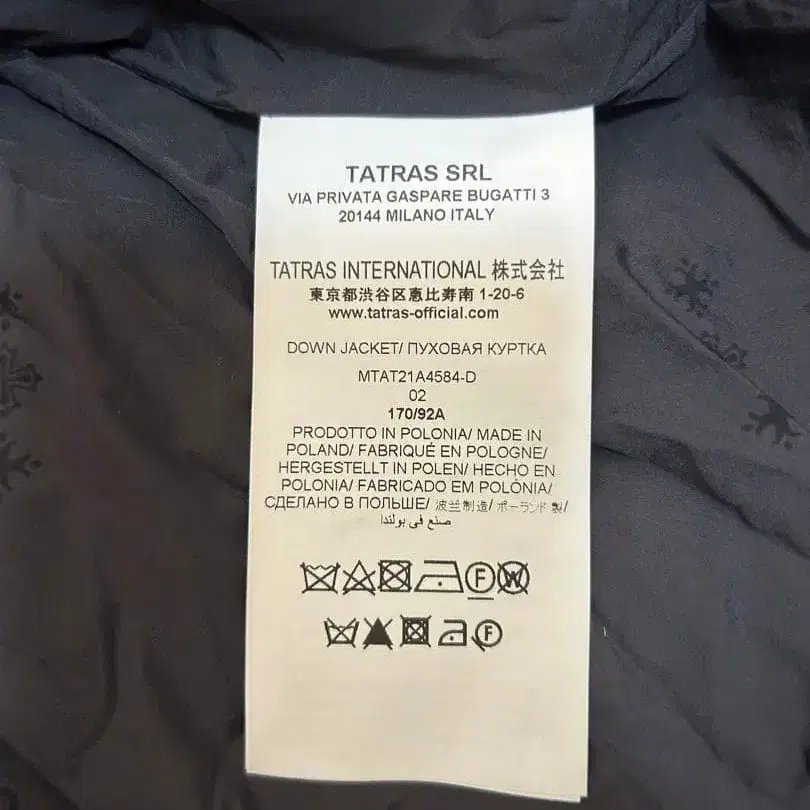 TATRAS SRL
VIA PRIVATA GASPARE BUGATTI 3
20144 MILANO ITALY
TATRAS INTERNATIONAL 株式会社
東京都渋谷区恵比寿南 1-20-6
www.tatras-official.com
DOWN JACKET/ ПУХОВАЯ КУРТКА
MTAT21A4584-D
02
170/92A
PRODOTTO IN POLONIA/ MADE IN
POLAND/ FABRIQUÉ EN POLOGNE/
HERGESTELLT IN POLEN/ HECHO EN
POLONIA/ FABRICADO EM POLÓNIA/
СДЕЛАНО В ПОЛЬШЕ/ 波兰制造/ ポーランド製/
صنع في بولندا
F W
F